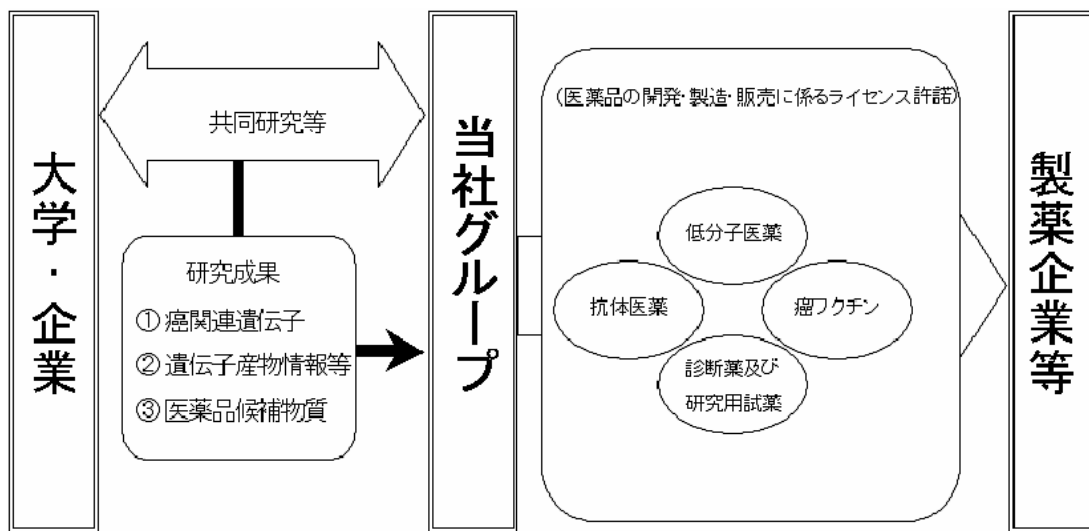 大学・企業
共同研究等
研究成果
① 癌関連遺伝子
② 遺伝子産物情報等
③ 医薬品候補物質
当社グループ
(医薬品の開発・製造・販売に係るライセンス許諾)
低分子医薬
抗体医薬
癌ワクチン
診断薬及び
研究用試薬
製薬企業等